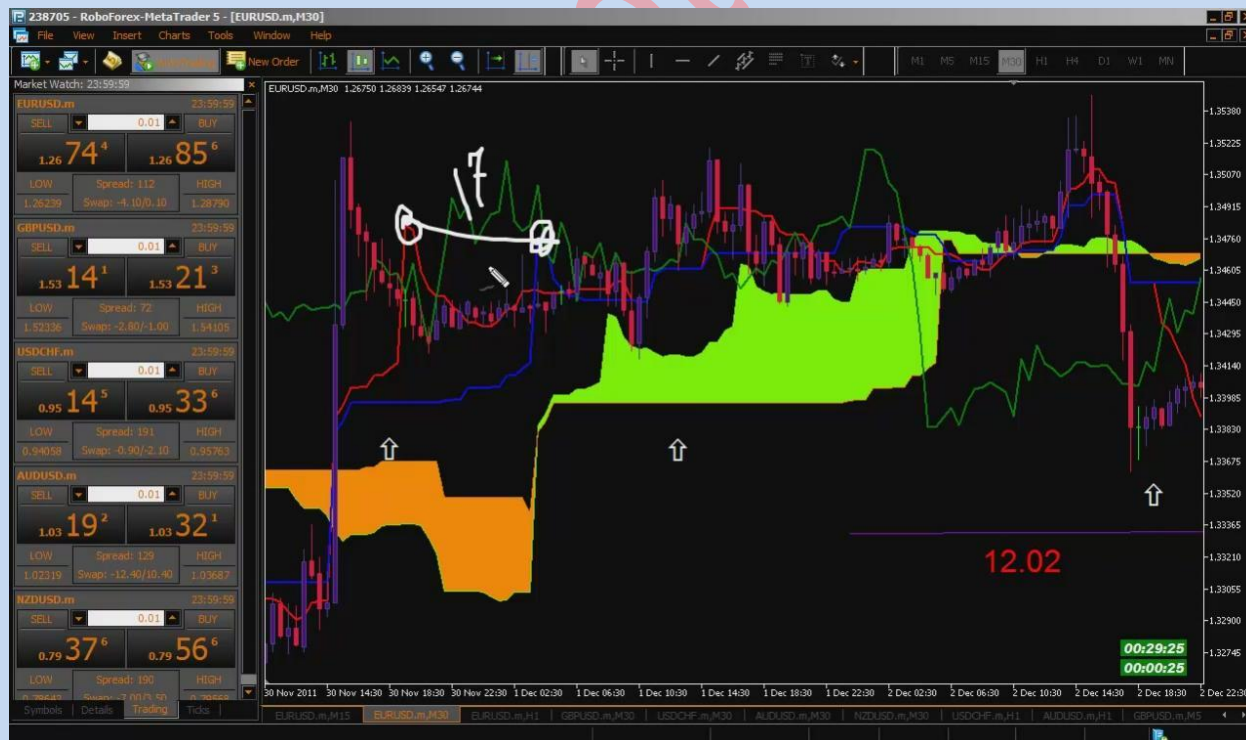 238705 - RoboForex-MetaTrader 5 - [EURUSD.m,M30]
File View Insert Charts Tools Window Help
New Order
M1 M5 M15 M30 H1 H4 D1 W1 MN
Market Watch: 23:59:59
EURUSD.m 23:59:59
SELL 0.01 BUY
1.26 74 4 1.26 85 6
LOW Spread: 112 HIGH
1.26239 Swap: -4.10/0.10 1.28790
GBPUSD.m 23:59:59
SELL 0.01 BUY
1.53 14 1 1.53 21 3
LOW Spread: 72 HIGH
1.52336 Swap: -2.80/-1.00 1.54105
USDCHF.m 23:59:59
SELL 0.01 BUY
0.95 14 5 0.95 33 6
LOW Spread: 191 HIGH
0.94058 Swap: -0.90/-2.10 0.95763
AUDUSD.m 23:59:59
SELL 0.01 BUY
1.03 19 2 1.03 32 1
LOW Spread: 129 HIGH
1.02319 Swap: -12.40/10.40 1.03687
NZDUSD.m 23:59:59
SELL 0.01 BUY
0.79 37 6 0.79 56 6
LOW Spread: 190 HIGH
Symbols Details Trading Ticks
EURUSD.m,M30 1.26750 1.26839 1.26547 1.26744
17
1.35380
1.35225
1.35070
1.34915
1.34760
1.34605
1.34450
1.34295
1.34140
1.33985
1.33830
1.33675
1.33520
1.33365
1.33210
1.33055
1.32900
1.32745
12.02
00:29:25
00:00:25
30 Nov 2011 30 Nov 14:30 30 Nov 18:30 30 Nov 22:30 1 Dec 02:30 1 Dec 06:30 1 Dec 10:30 1 Dec 14:30 1 Dec 18:30 1 Dec 22:30 2 Dec 02:30 2 Dec 06:30 2 Dec 10:30 2 Dec 14:30 2 Dec 18:30 2 Dec 22:30
EURUSD.m,M15 EURUSD.m,M30 EURUSD.m,H1 GBPUSD.m,M30 USDCHF.m,M30 AUDUSD.m,M30 NZDUSD.m,M30 USDCHF.m,H1 AUDUSD.m,H1 GBPUSD.m,M5